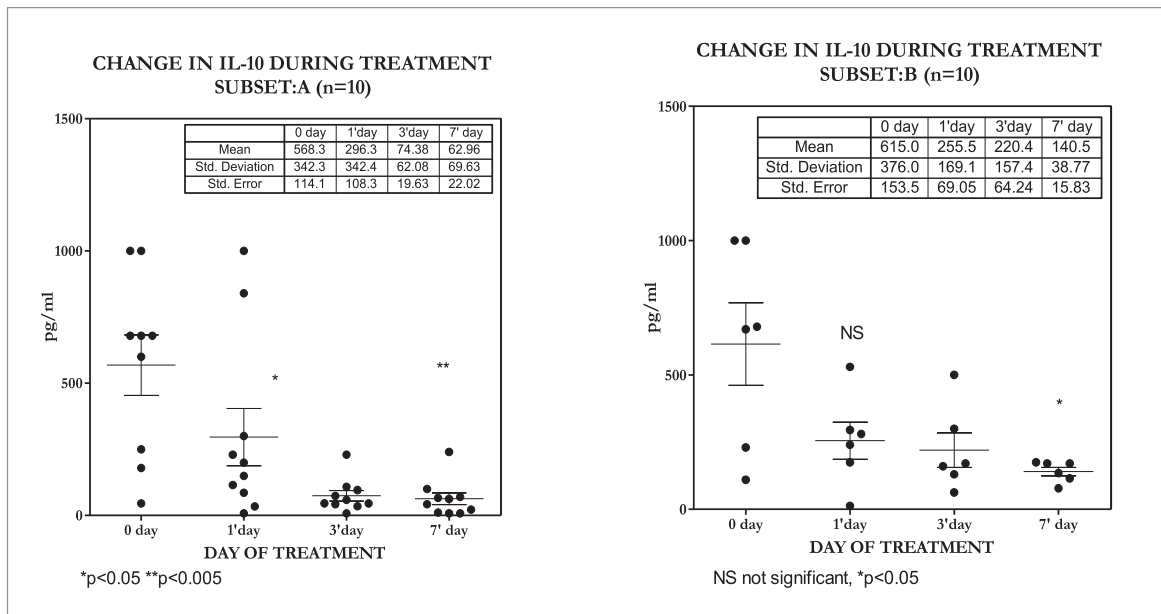 CHANGE IN IL-10 DURING TREATMENT
SUBSET:A (n=10)
1500
1000
500
0
pg/ml
0 day 1'day 3'day 7' day
Mean 568.3 296.3 74.38 62.96
Std. Deviation 342.3 342.4 62.08 69.63
Std. Error 114.1 108.3 19.63 22.02
*
**
0 day 1'day 3'day 7' day
DAY OF TREATMENT
*p<0.05 **p<0.005
CHANGE IN IL-10 DURING TREATMENT
SUBSET:B (n=10)
1500
1000
500
0
pg/ml
0 day 1'day 3'day 7' day
Mean 615.0 255.5 220.4 140.5
Std. Deviation 376.0 169.1 157.4 38.77
Std. Error 153.5 69.05 64.24 15.83
NS
*
0 day 1'day 3'day 7' day
DAY OF TREATMENT
NS not significant, *p<0.05